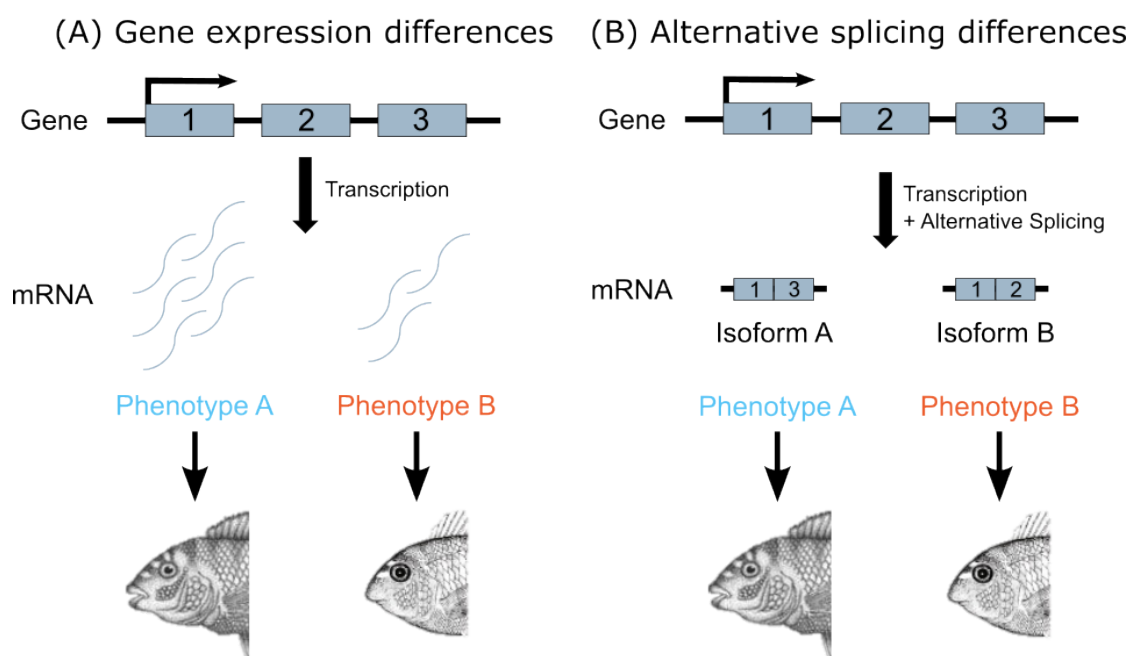 (A) Gene expression differences
Gene
1 2 3
Transcription
mRNA
Phenotype A
Phenotype B
(B) Alternative splicing differences
Gene
1 2 3
Transcription
+ Alternative Splicing
mRNA
1 3
Isoform A
1 2
Isoform B
Phenotype A
Phenotype B